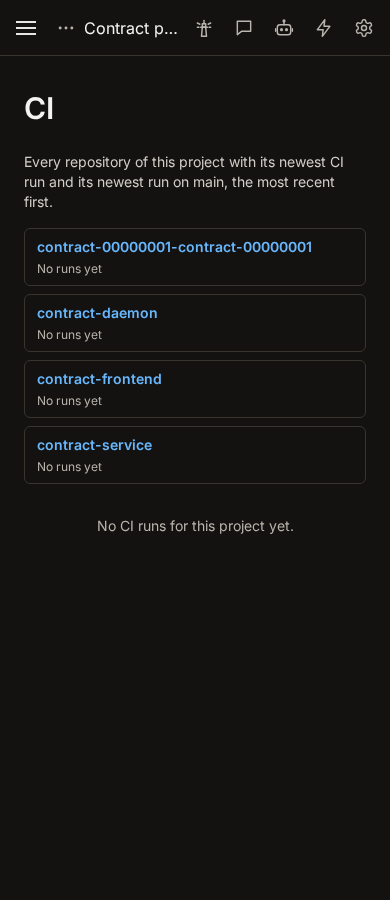 Contract p...
CI
Every repository of this project with its newest CI
run and its newest run on main, the most recent
first.
contract-00000001-contract-00000001
No runs yet
contract-daemon
No runs yet
contract-frontend
No runs yet
contract-service
No runs yet
No CI runs for this project yet.